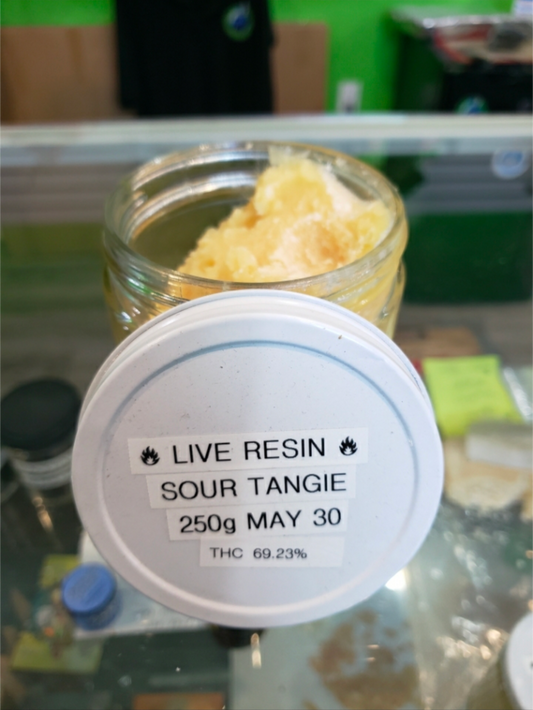 🔥 LIVE RESIN 🔥
SOUR TANGIE
250g MAY 30
THC 69.23%